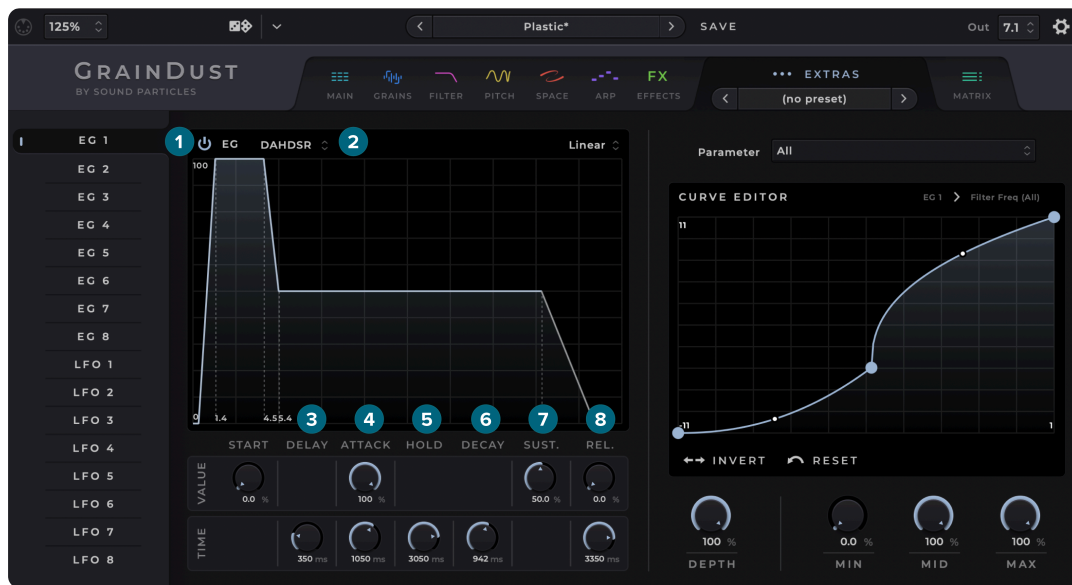 125%
Plastic*
SAVE
Out 7.1
GRAINDUST
BY SOUND PARTICLES
MAIN
GRAINS
FILTER
PITCH
SPACE
ARP
FX
EFFECTS
EXTRAS
(no preset)
MATRIX
EG 1
EG 2
EG 3
EG 4
EG 5
EG 6
EG 7
EG 8
LFO 1
LFO 2
LFO 3
LFO 4
LFO 5
LFO 6
LFO 7
LFO 8
1 EG DAHDSR 2 Linear
100
0 1.4 4.5 5.4
3 4 5 6 7 8
START DELAY ATTACK HOLD DECAY SUST. REL.
VALUE
0.0 % 100 % 50.0 % 0.0 %
TIME
350 ms 1050 ms 3050 ms 942 ms 3350 ms
Parameter All
CURVE EDITOR EG 1 Filter Freq (All)
11
-11 1
INVERT RESET
100 % 0.0 % 100 % 100 %
DEPTH MIN MID MAX